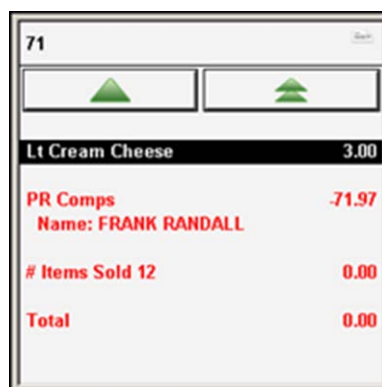 71
Lt Cream Cheese 3.00
PR Comps -71.97
Name: FRANK RANDALL
# Items Sold 12 0.00
Total 0.00